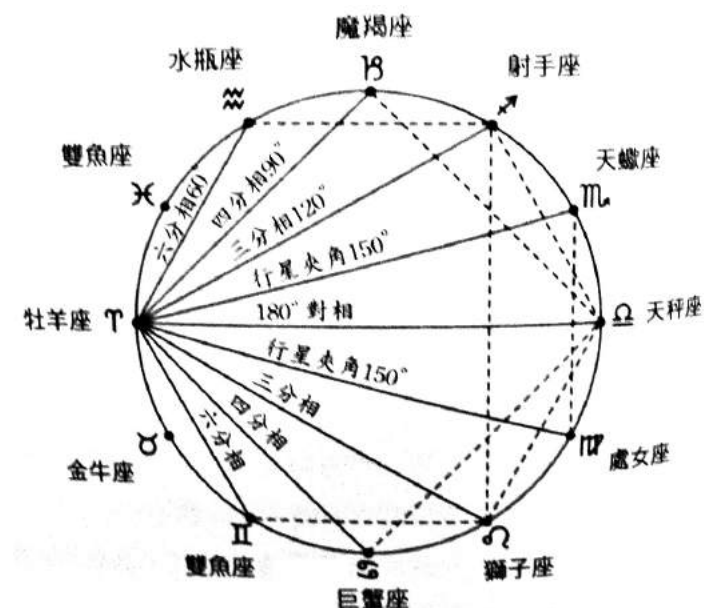 魔羯座
水瓶座
射手座
雙魚座
天蠍座
六分相60
四分相90°
三分相120°
行星夾角150°
180°對相
牡羊座
天秤座
行星夾角150°
三分相
四分相
六分相
金牛座
處女座
雙魚座
獅子座
巨蟹座